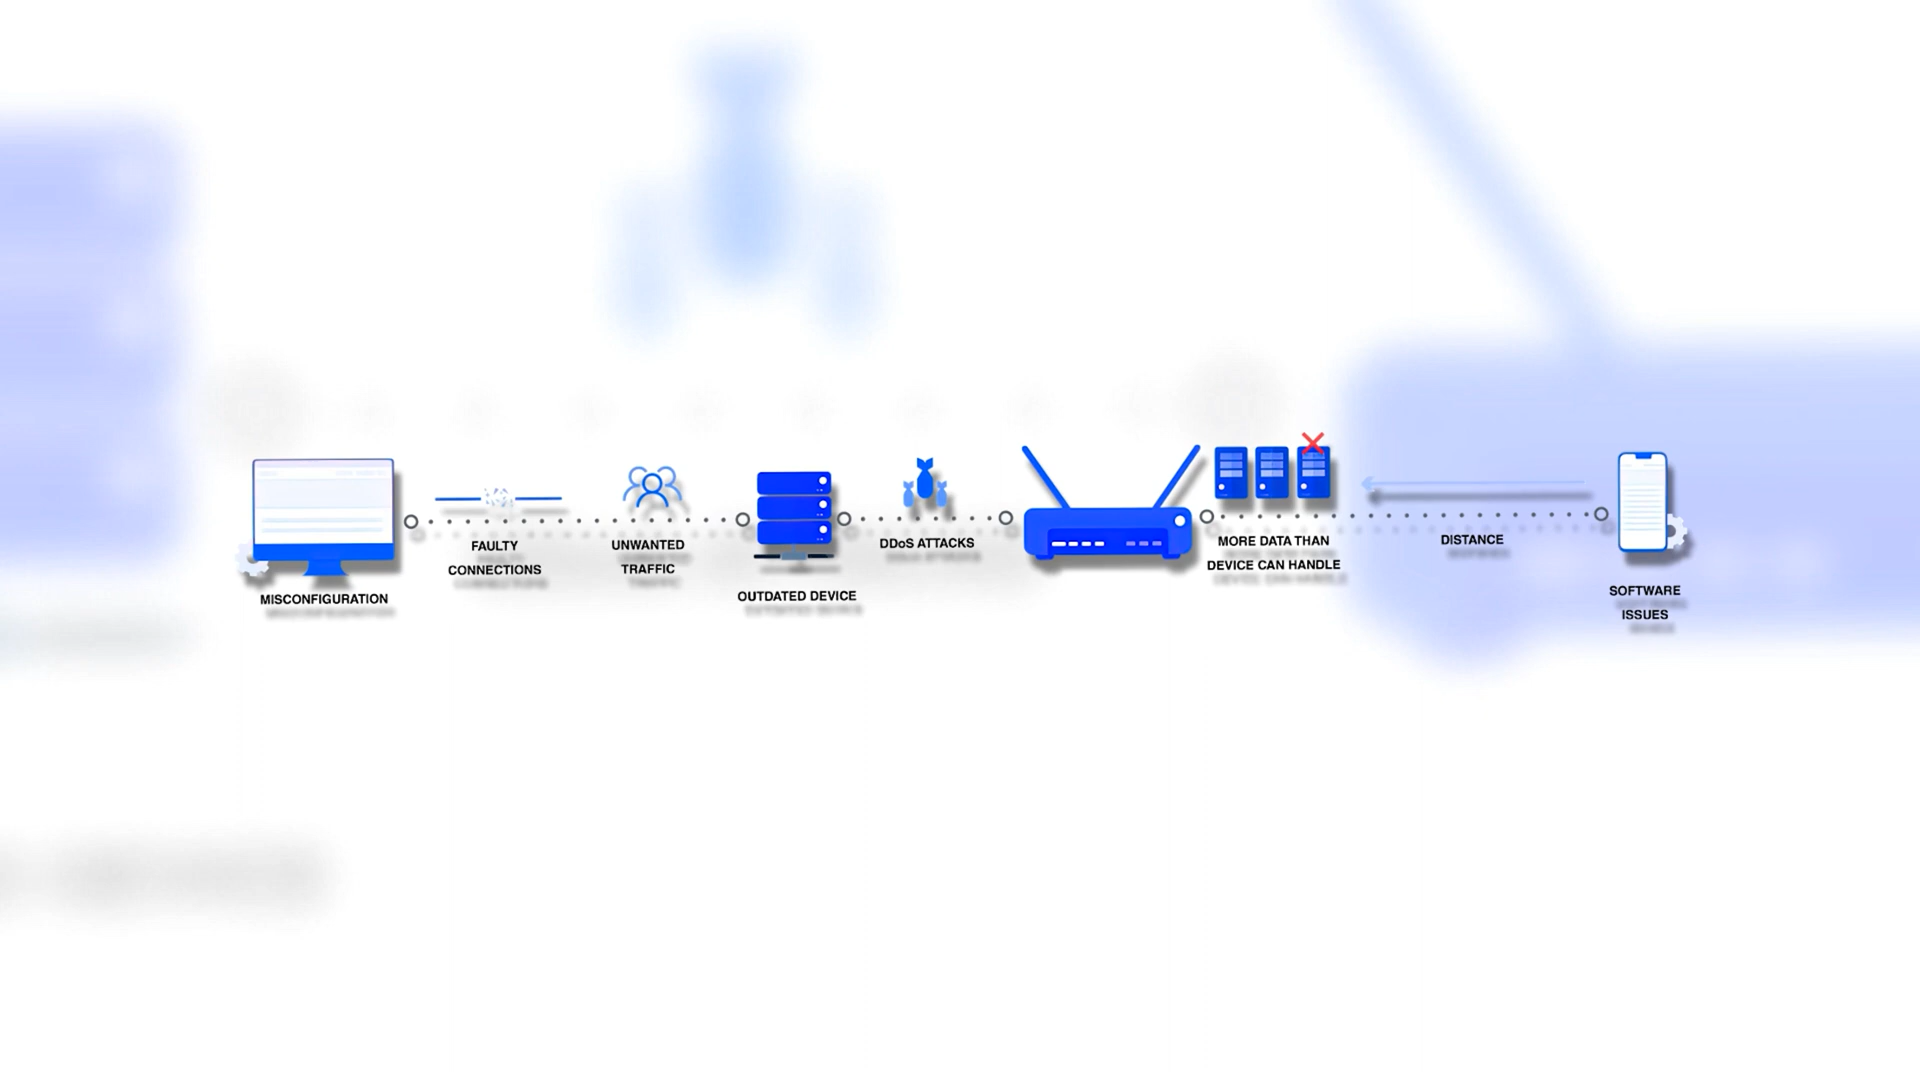 MISCONFIGURATION
FAULTY
CONNECTIONS
UNWANTED
TRAFFIC
OUTDATED DEVICE
DDoS ATTACKS
MORE DATA THAN
DEVICE CAN HANDLE
DISTANCE
SOFTWARE
ISSUES